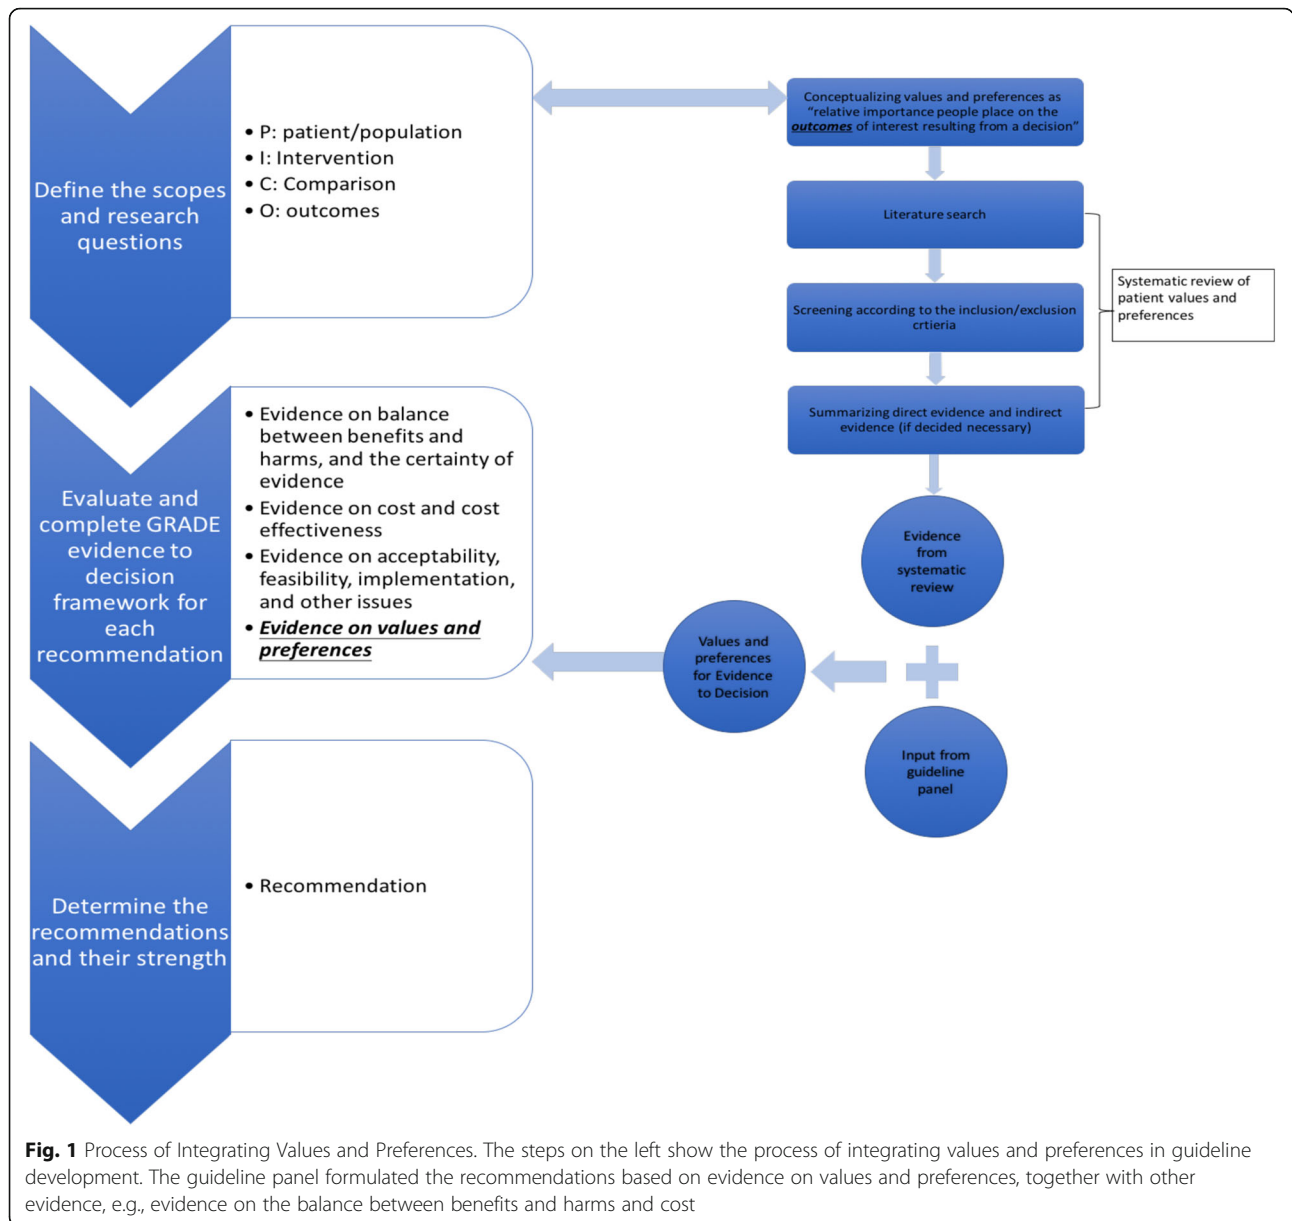 Define the scopes
and research
questions
• P: patient/population
• I: Intervention
• C: Comparison
• O: outcomes
Conceptualizing values and preferences as
“relative importance people place on the
outcomes of interest resulting from a decision”
Literature search
Screening according to the inclusion/exclusion
crtieria
Summarizing direct evidence and indirect
evidence (if decided necessary)
Systematic review of
patient values and
preferences
Evaluate and
complete GRADE
evidence to
decision
framework for
each
recommendation
• Evidence on balance
between benefits and
harms, and the certainty of
evidence
• Evidence on cost and cost
effectiveness
• Evidence on acceptability,
feasibility, implementation,
and other issues
• Evidence on values and
preferences
Evidence
from
systematic
review
Values and
preferences
for Evidence
to Decision
Input from
guideline
panel
Determine the
recommendations
and their strength
• Recommendation
Fig. 1 Process of Integrating Values and Preferences. The steps on the left show the process of integrating values and preferences in guideline
development. The guideline panel formulated the recommendations based on evidence on values and preferences, together with other
evidence, e.g., evidence on the balance between benefits and harms and cost